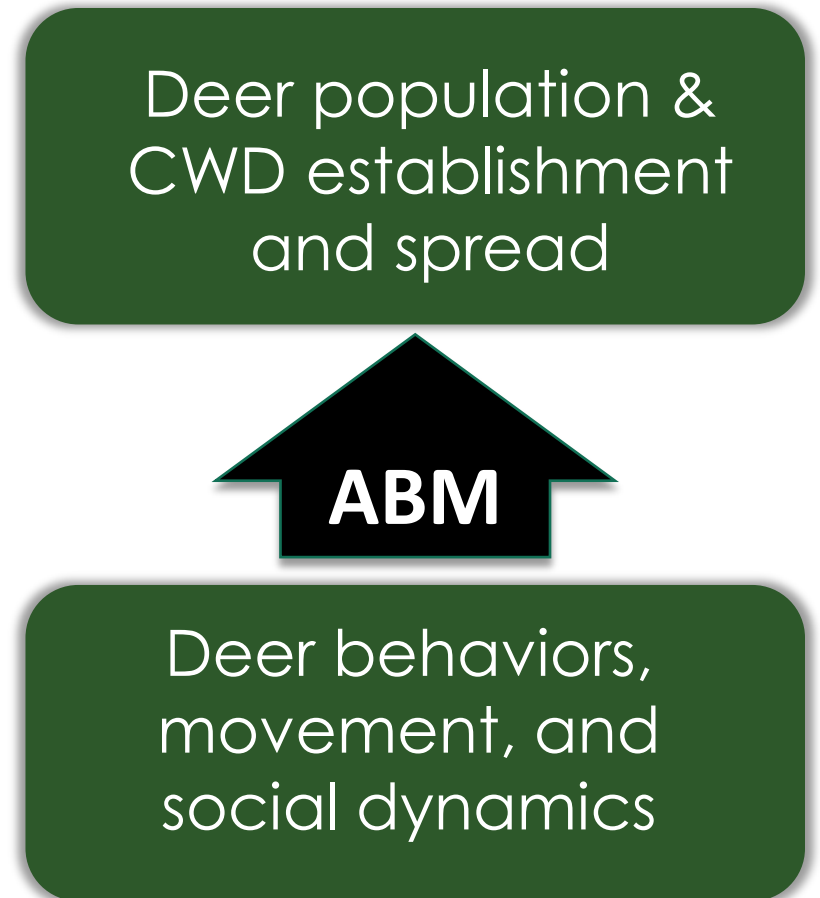 Deer population &
CWD establishment
and spread
ABM
Deer behaviors,
movement, and
social dynamics